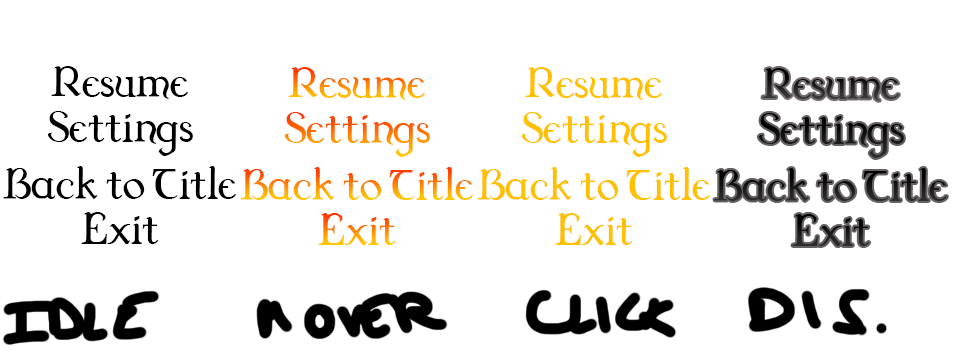 Resume Resume Resume Resume
Settings Settings Settings Settings
Back to Title Back to Title Back to Title Back to Title
Exit Exit Exit Exit
IDLE MOVER CLICK DIS.